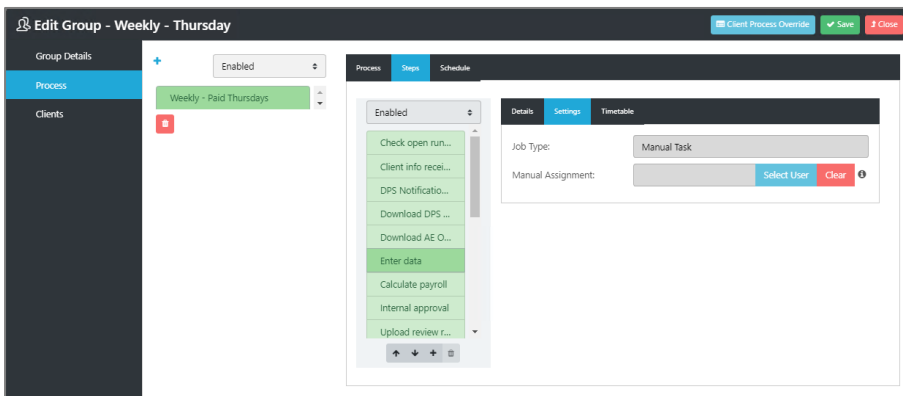 Edit Group - Weekly - Thursday
Client Process Override
Save
Close
Group Details
Process
Clients
Enabled
Weekly - Paid Thursdays
Process
Steps
Schedule
Enabled
Check open run...
Client info recei...
DPS Notificatio...
Download DPS ...
Download AE O...
Enter data
Calculate payroll
Internal approval
Upload review r...
Details
Settings
Timetable
Job Type:
Manual Task
Manual Assignment:
Select User
Clear